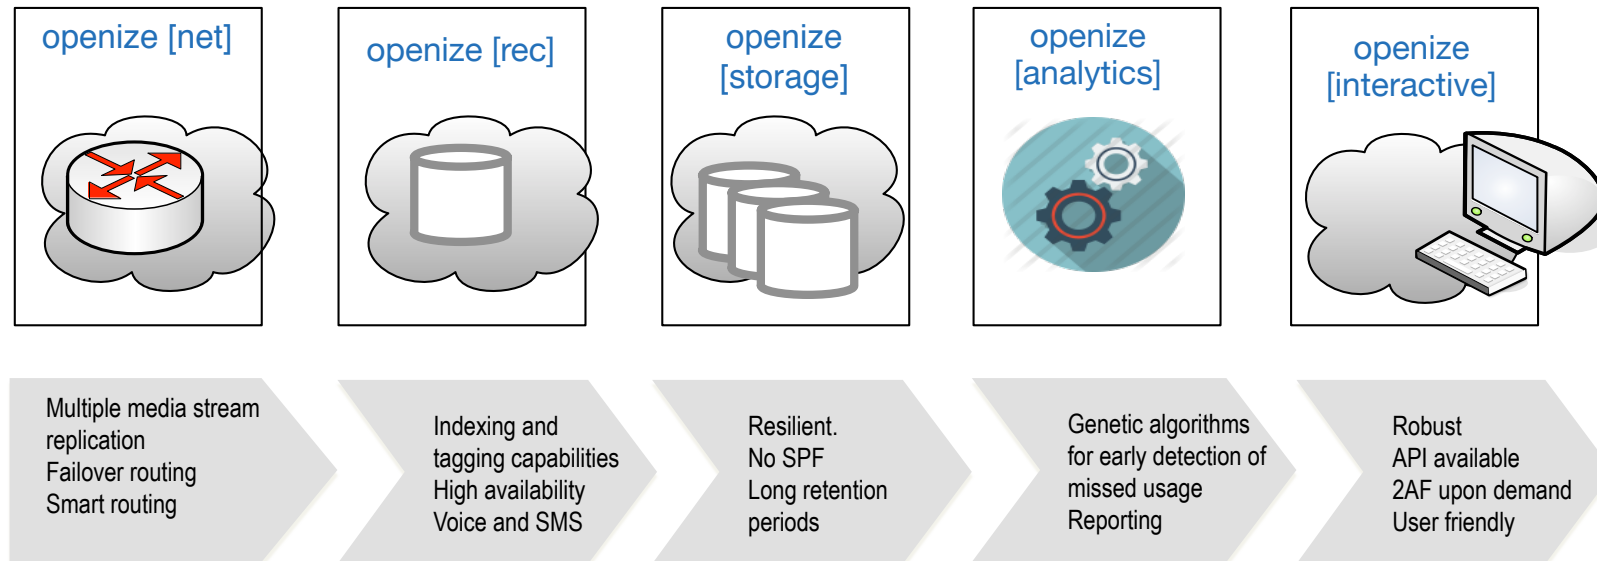 openize [net]
openize [rec]
openize
[storage]
openize
[analytics]
openize
[interactive]
Multiple media stream
replication
Failover routing
Smart routing
Indexing and
tagging capabilities
High availability
Voice and SMS
Resilient.
No SPF
Long retention
periods
Genetic algorithms
for early detection of
missed usage
Reporting
Robust
API available
2AF upon demand
User friendly